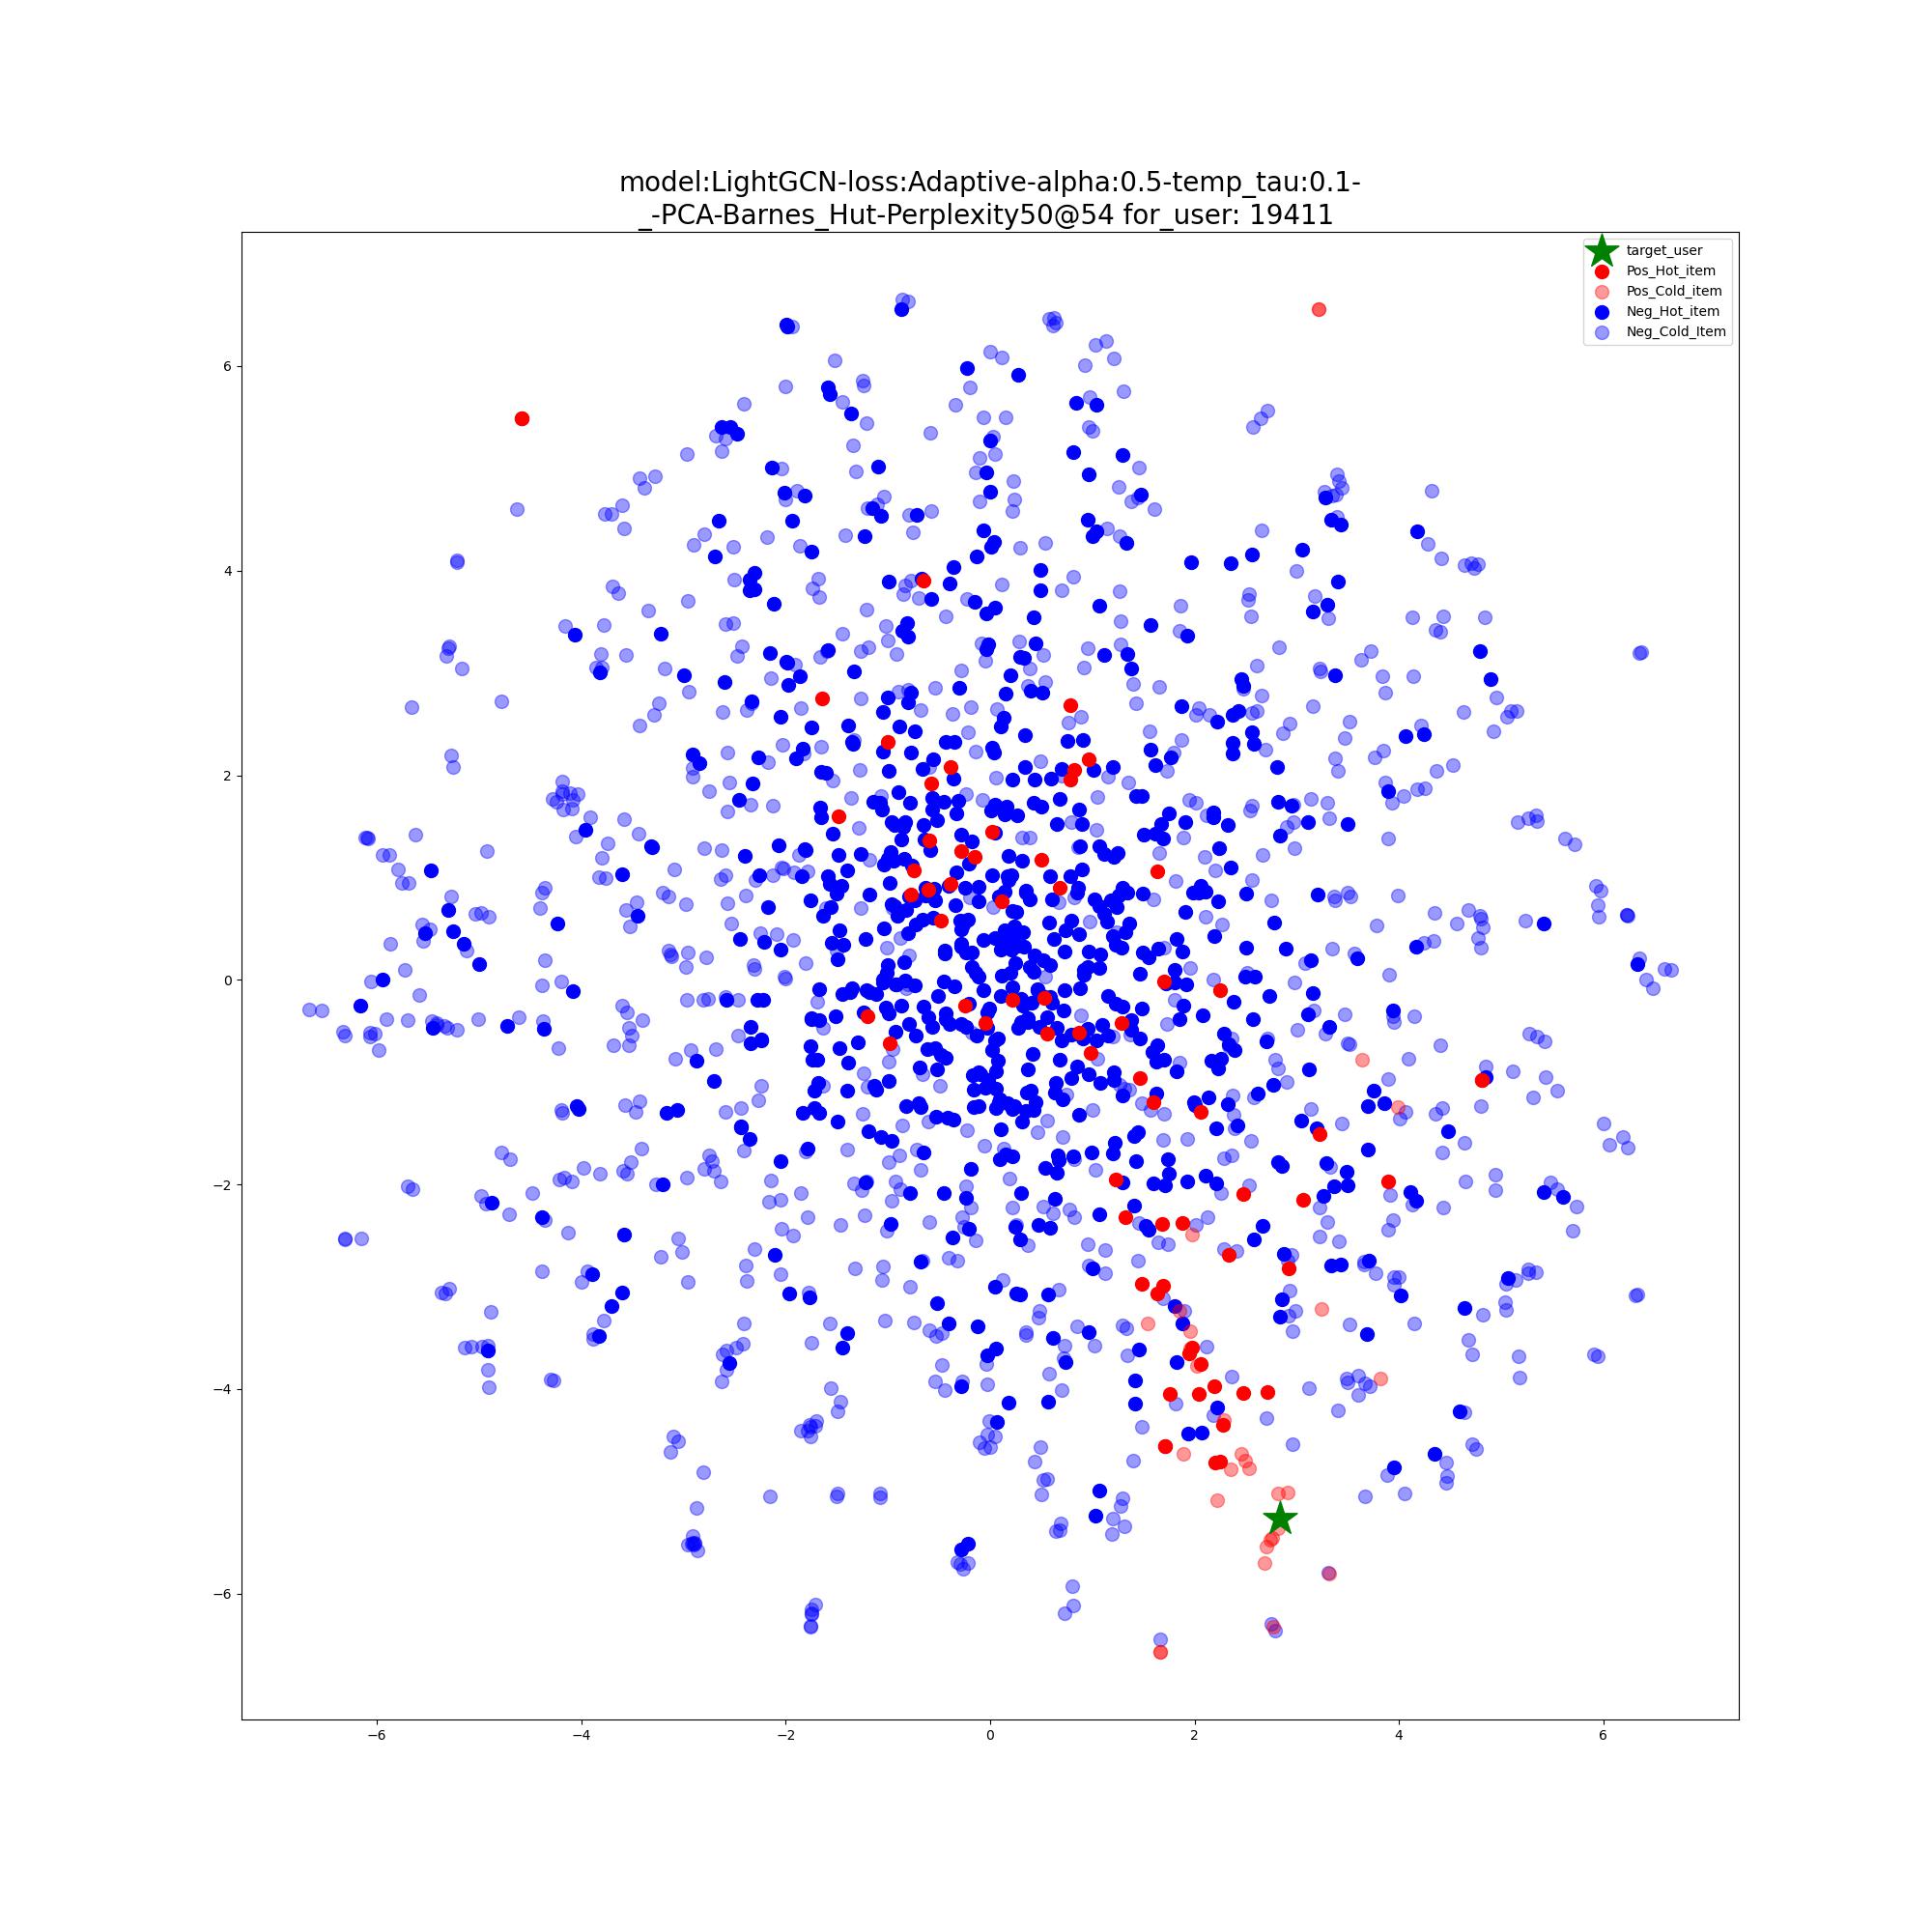 model:LightGCN-loss:Adaptive-alpha:0.5-temp_tau:0.1-
_-PCA-Barnes_Hut-Perplexity50@54 for_user: 19411
target_user
Pos_Hot_item
Pos_Cold_item
Neg_Hot_item
Neg_Cold_Item
6
4
2
0
−2
−4
−6
−6 −4 −2 0 2 4 6